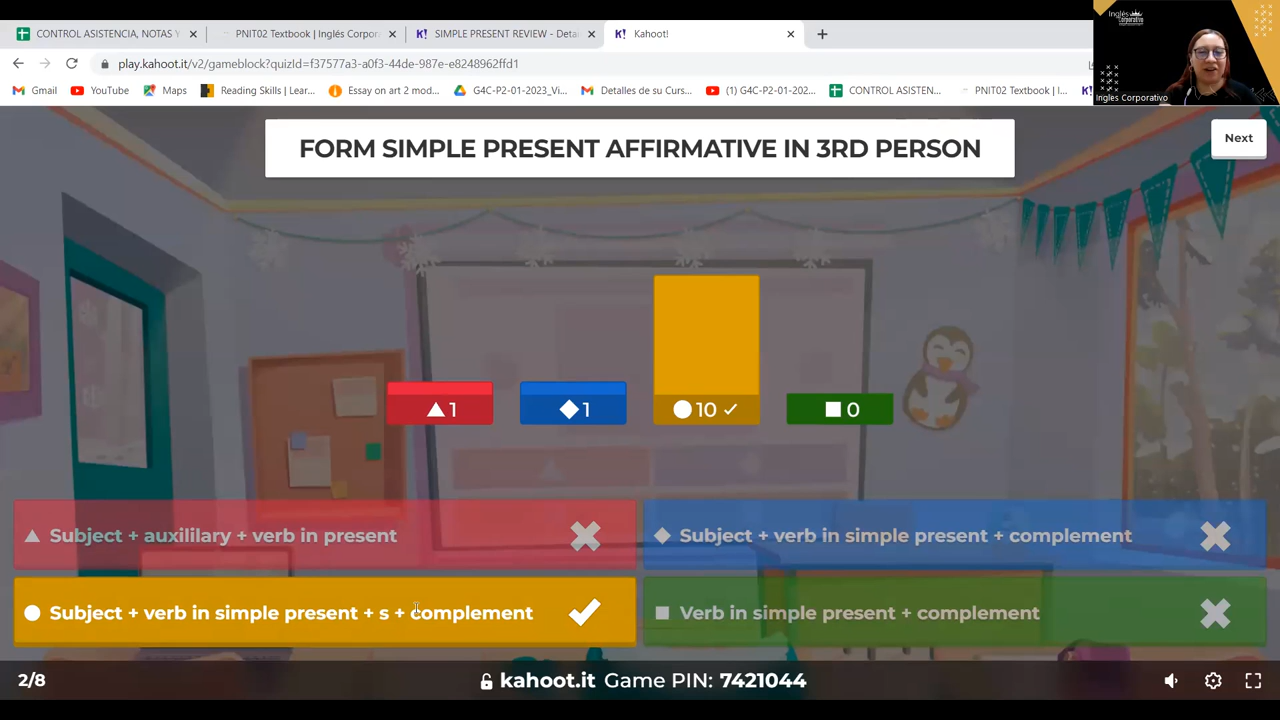 CONTROL ASISTENCIA, NOTAS Y
PNIT02 Textbook | Inglés Corpor
SIMPLE PRESENT REVIEW - Deta
Kahoot!
play.kahoot.it/v2/gameblock?quizId=f37577a3-a0f3-44de-987e-e8248962ffd1
Gmail
YouTube
Maps
Reading Skills | Lear...
Essay on art 2 mod...
G4C-P2-01-2023_Vi...
Detalles de su Curs...
(1) G4C-P2-01-202...
CONTROL ASISTEN...
PNIT02 Textbook | I...
Inglés
Corporativo
Ingles Corporativo
FORM SIMPLE PRESENT AFFIRMATIVE IN 3RD PERSON
Next
1
1
10
0
Subject + auxililary + verb in present
Subject + verb in simple present + complement
Subject + verb in simple present + s + complement
Verb in simple present + complement
2/8
kahoot.it Game PIN: 7421044